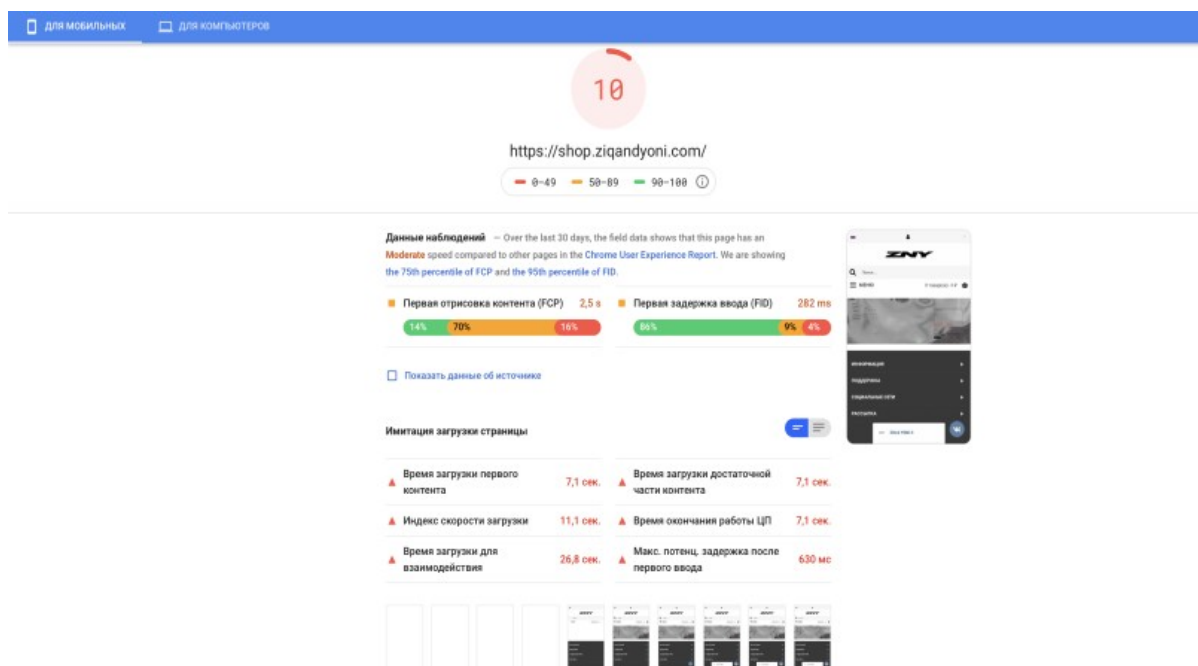 ДЛЯ МОБИЛЬНЫХ
ДЛЯ КОМПЬЮТЕРОВ
10
https://shop.ziqandyoni.com/
0–49
50–89
90–100
Данные наблюдений — Over the last 30 days, the field data shows that this page has an
Moderate speed compared to other pages in the Chrome User Experience Report. We are showing
the 75th percentile of FCP and the 95th percentile of FID.
Первая отрисовка контента (FCP) 2,5 s
14% 70% 16%
Первая задержка ввода (FID) 282 ms
86% 9% 4%
Показать данные об источнике
Имитация загрузки страницы
Время загрузки первого
контента
7,1 сек.
Время загрузки достаточной
части контента
7,1 сек.
Индекс скорости загрузки 11,1 сек.
Время окончания работы ЦП 7,1 сек.
Время загрузки для
взаимодействия
26,8 сек.
Макс. потенц. задержка после
первого ввода
630 мс
ZNY
МЕНЮ
ИНФОРМАЦИЯ
ПОДДЕРЖКА
СОЦИАЛЬНЫЕ СЕТИ
РАССЫЛКА